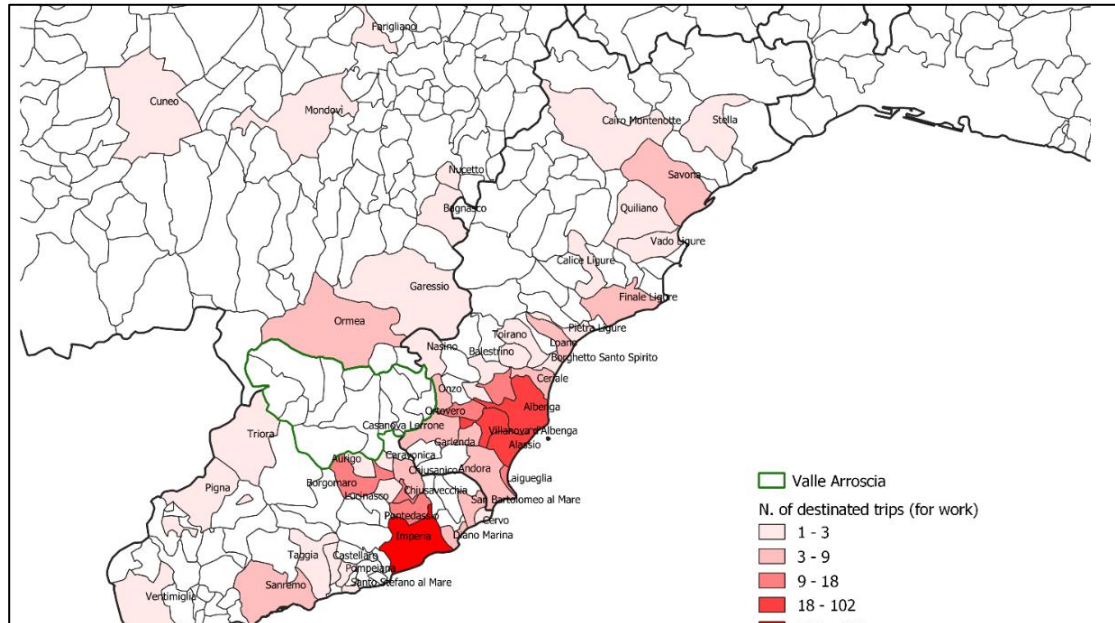 Farigliano
Cuneo
Mondovì
Cairo Montenotte
Stella
Nucetto
Savona
Bagnasco
Quiliano
Vado Ligure
Calice Ligure
Garessio
Finale Ligure
Ormea
Pietra Ligure
Toirano
Loano
Nasino
Balestrino
Borghetto Santo Spirito
Ceriale
Onzo
Ortovero
Albenga
Casanova Lerrone
Villanova d'Albenga
Triora
Garlenda
Alassio
Caravonica
Aurigo
Chiusanico
Andora
Laigueglia
Borgomaro
Pigna
Lucinasco
Chiusavecchia
San Bartolomeo al Mare
Pontedassio
Cervo
Imperia
Diano Marina
Taggia
Castellaro
Pompeiana
Santo Stefano al Mare
Sanremo
Ventimiglia
Valle Arroscia
N. of destinated trips (for work)
1 - 3
3 - 9
9 - 18
18 - 102